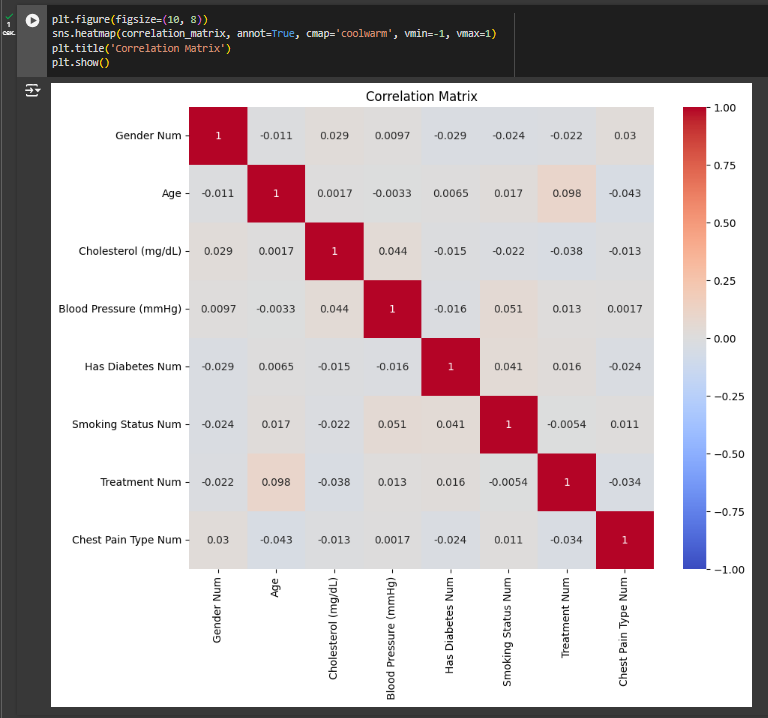 plt.figure(figsize=(10, 8))
sns.heatmap(correlation_matrix, annot=True, cmap='coolwarm', vmin=-1, vmax=1)
plt.title('Correlation Matrix')
plt.show()
Correlation Matrix
Gender Num 1 -0.011 0.029 0.0097 -0.029 -0.024 -0.022 0.03
Age -0.011 1 0.0017 -0.0033 0.0065 0.017 0.098 -0.043
Cholesterol (mg/dL) 0.029 0.0017 1 0.044 -0.015 -0.022 -0.038 -0.013
Blood Pressure (mmHg) 0.0097 -0.0033 0.044 1 -0.016 0.051 0.013 0.0017
Has Diabetes Num -0.029 0.0065 -0.015 -0.016 1 0.041 0.016 -0.024
Smoking Status Num -0.024 0.017 -0.022 0.051 0.041 1 -0.0054 0.011
Treatment Num -0.022 0.098 -0.038 0.013 0.016 -0.0054 1 -0.034
Chest Pain Type Num 0.03 -0.043 -0.013 0.0017 -0.024 0.011 -0.034 1
Gender Num
Age
Cholesterol (mg/dL)
Blood Pressure (mmHg)
Has Diabetes Num
Smoking Status Num
Treatment Num
Chest Pain Type Num
1.00
0.75
0.50
0.25
0.00
−0.25
−0.50
−0.75
−1.00
1